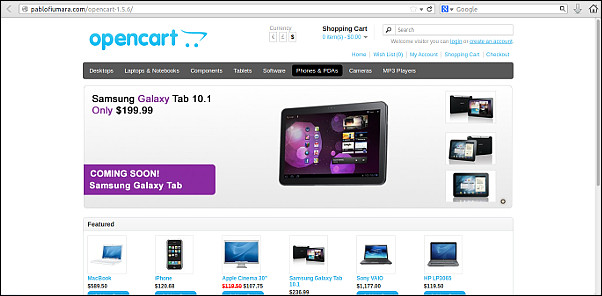 pablofiumara.com/opencart-1.5.6/
Google
opencart
Currency
€ £ $
Shopping Cart
0 item(s) - $0.00
Search
Welcome visitor you can login or create an account.
Home Wish List (0) My Account Shopping Cart Checkout
Desktops Laptops & Notebooks Components Tablets Software Phones & PDAs Cameras MP3 Players
Samsung Galaxy Tab 10.1
Only $199.99
COMING SOON!
Samsung Galaxy Tab
Featured
MacBook
$589.50
iPhone
$120.68
Apple Cinema 30"
$119.50 $107.75
Samsung Galaxy Tab
10.1
$236.99
Sony VAIO
$1,177.00
HP LP3065
$119.50